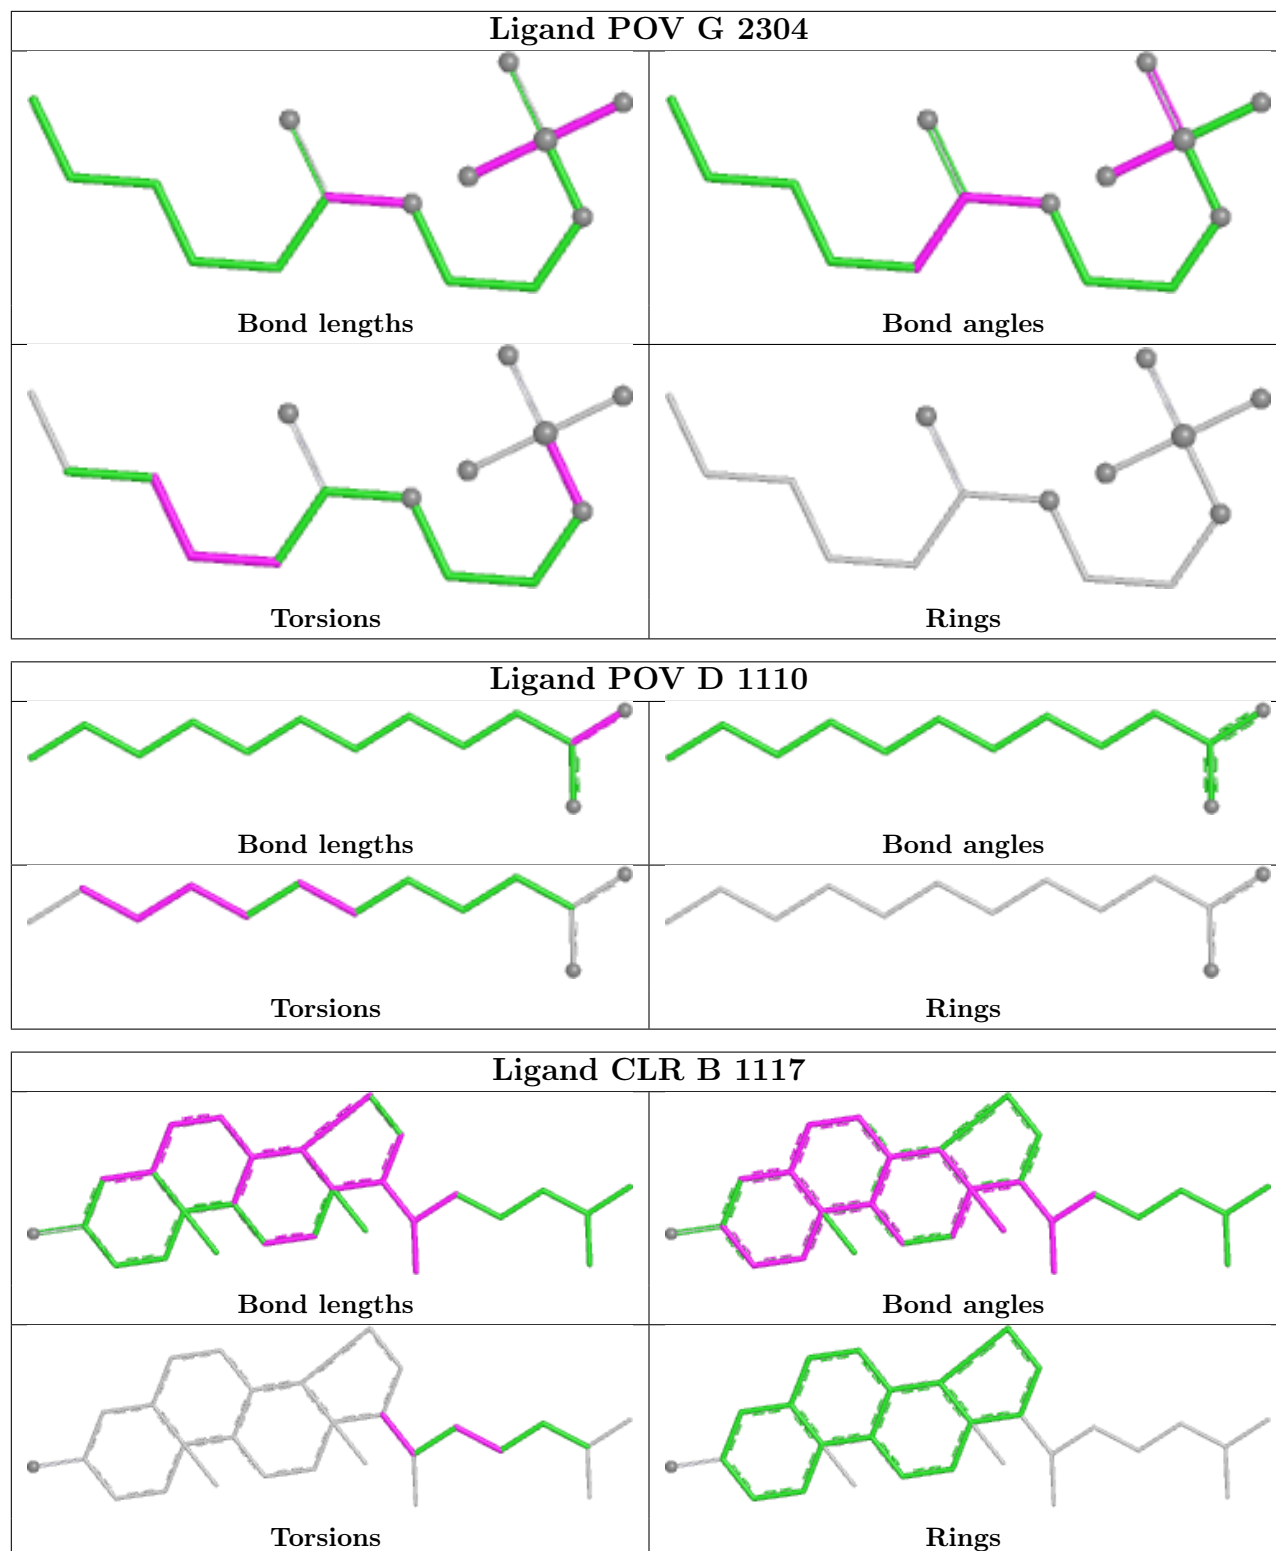 Ligand POV G 2304
Bond lengths
Bond angles
Torsions
Rings
Ligand POV D 1110
Bond lengths
Bond angles
Torsions
Rings
Ligand CLR B 1117
Bond lengths
Bond angles
Torsions
Rings